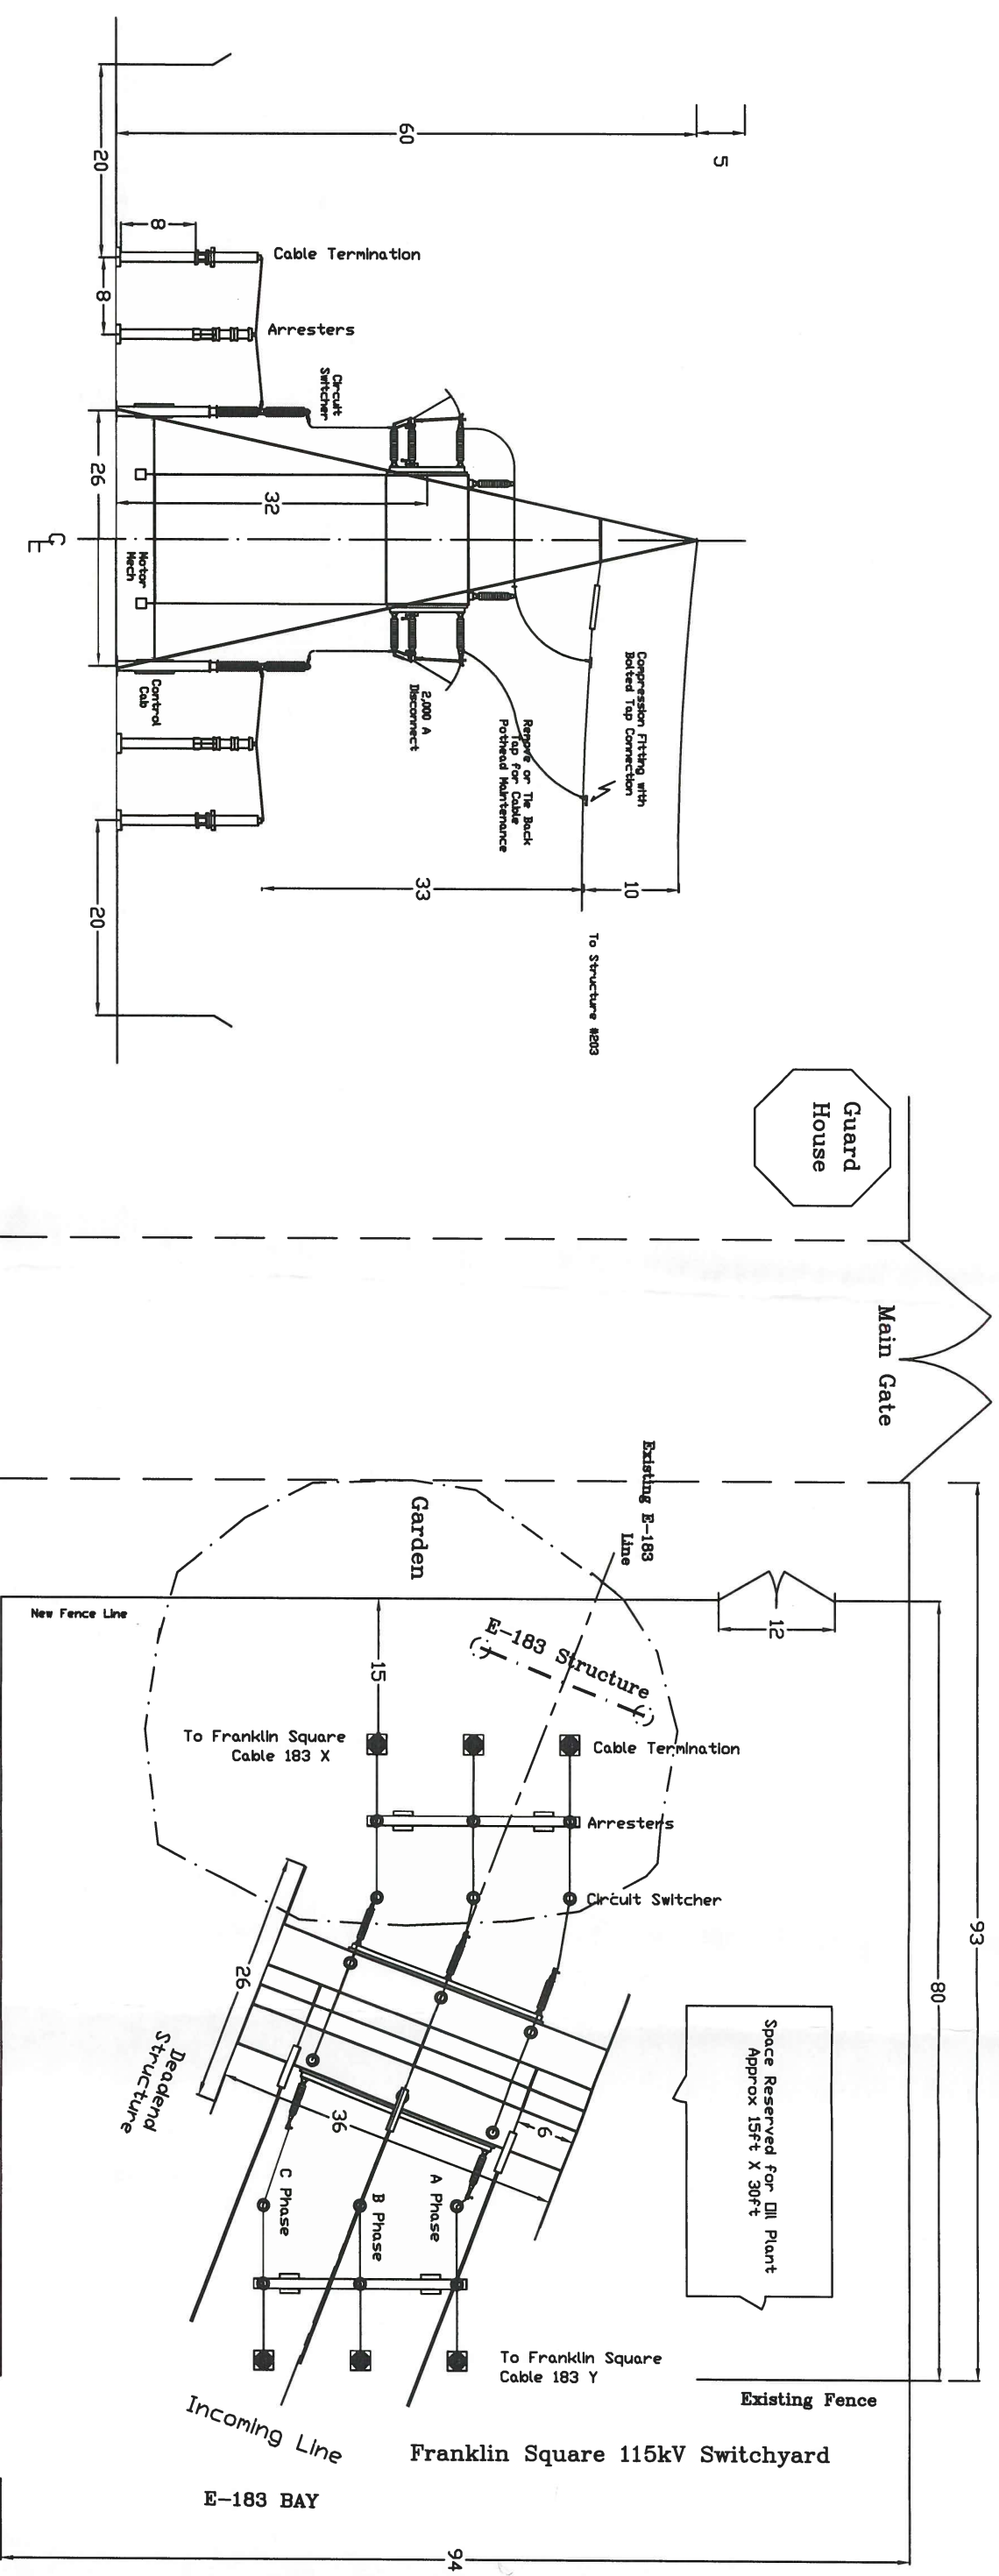 5
60
20
8
8
Cable Termination
Arresters
Circuit
Switcher
26
32
C
L
Motor
Mech
Control
Cab
2,000 A
Disconnect
Remove or Tie Back
Tap for Cable
Pothead Maintenance
Compression Fitting with
Bolted Tap Connection
33
10
20
To Structure #203
Guard
House
Main Gate
Existing E-183
Line
Garden
New Fence Line
12
E-183 Structure
15
To Franklin Square
Cable 183 X
Cable Termination
Arresters
Circuit Switcher
93
80
26
Deadend
Structure
36
6
Space Reserved for Oil Plant
Approx 15ft X 30ft
A Phase
B Phase
C Phase
To Franklin Square
Cable 183 Y
Existing Fence
Incoming Line
Franklin Square 115kV Switchyard
E-183 BAY
94